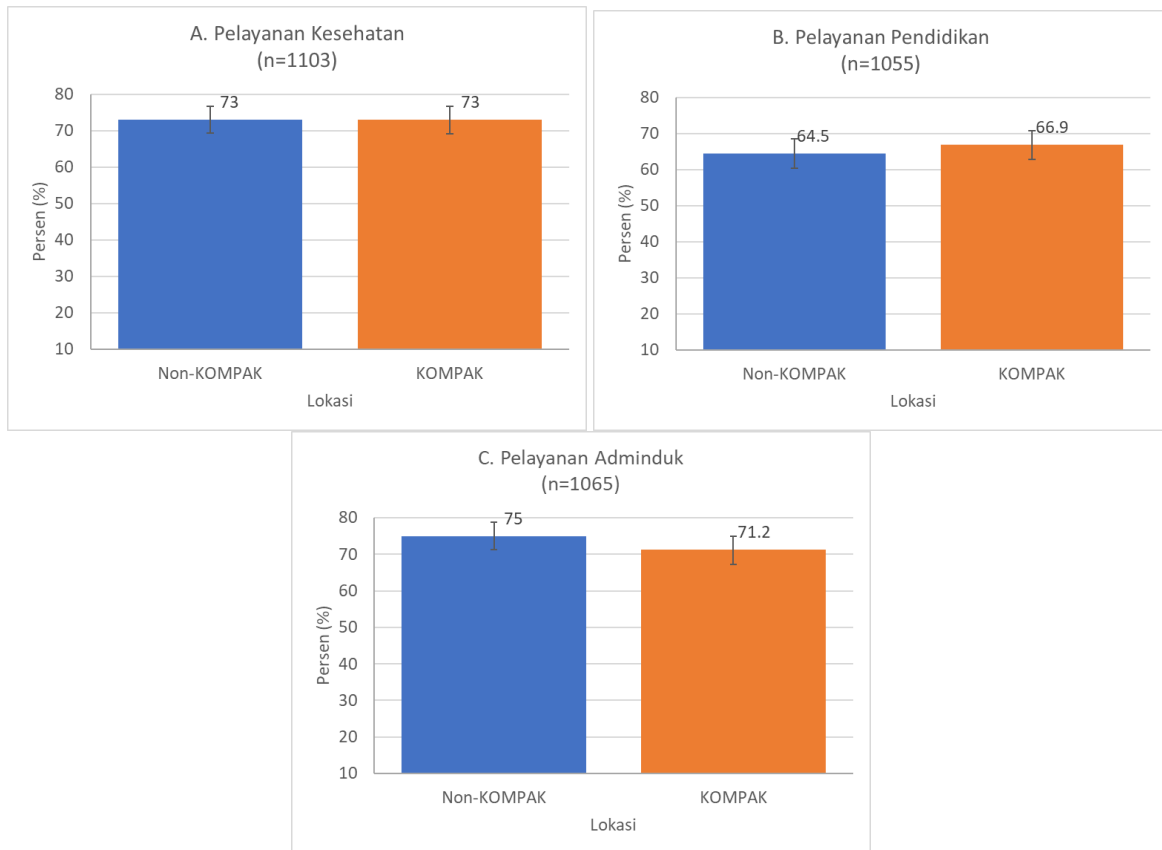 A. Pelayanan Kesehatan
(n=1103)
Persen (%)
80
70
60
50
40
30
20
10
73
73
Non-KOMPAK
KOMPAK
Lokasi
B. Pelayanan Pendidikan
(n=1055)
Persen (%)
80
70
60
50
40
30
20
10
64.5
66.9
Non-KOMPAK
KOMPAK
Lokasi
C. Pelayanan Adminduk
(n=1065)
Persen (%)
80
70
60
50
40
30
20
10
75
71.2
Non-KOMPAK
KOMPAK
Lokasi